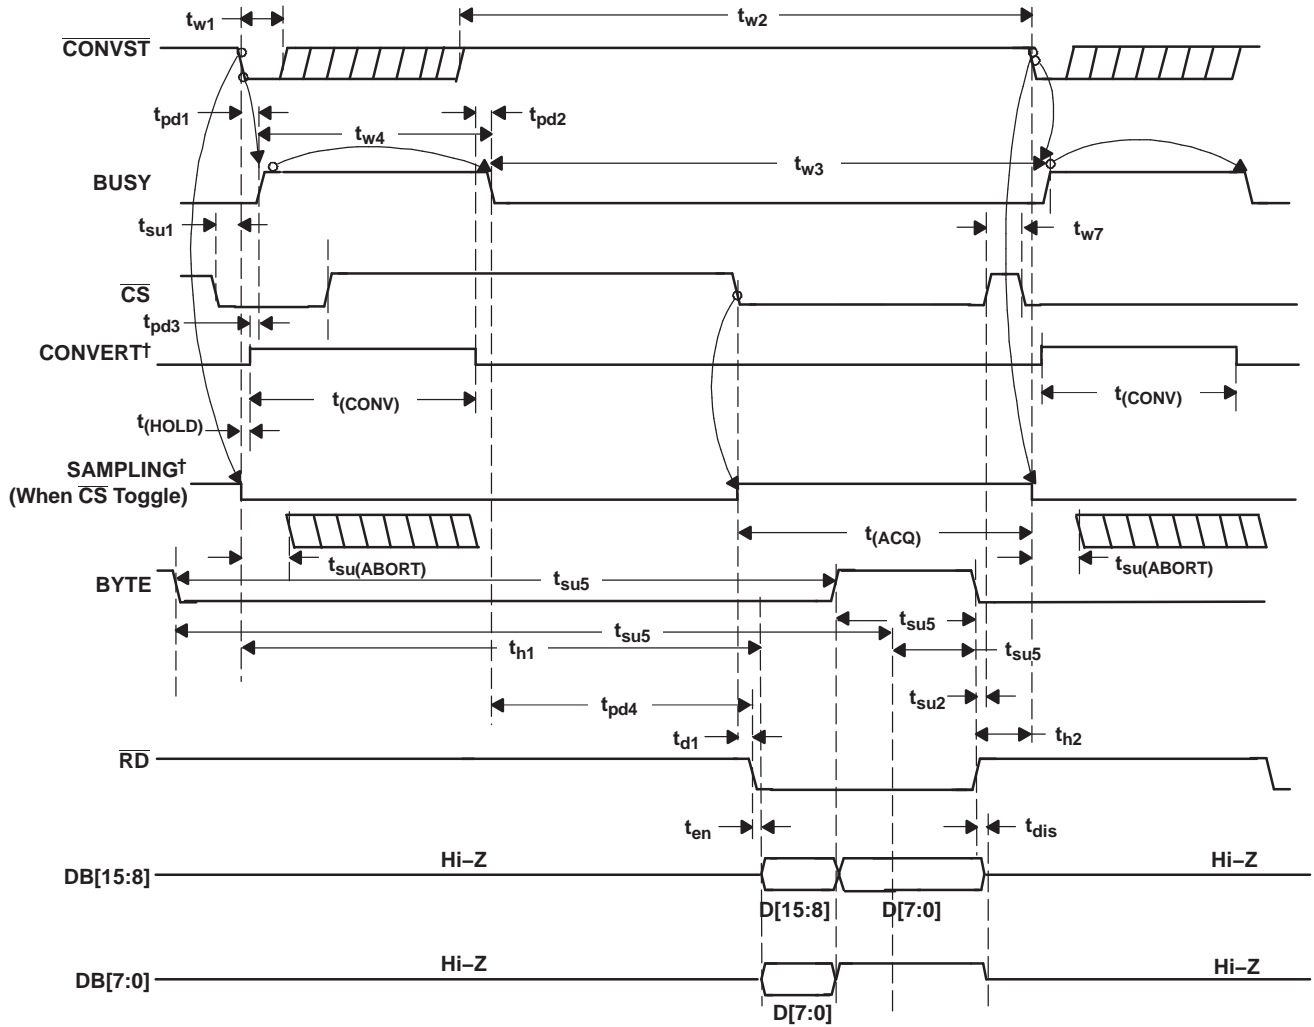 tw1
tw2
CONVST
tpd1
tw4
tpd2
tw3
BUSY
tsu1
tw7
CS
tpd3
CONVERT†
t(CONV)
t(CONV)
t(HOLD)
SAMPLING†
(When CS Toggle)
t(ACQ)
tsu(ABORT)
tsu(ABORT)
BYTE
tsu5
tsu5
tsu5
th1
tsu5
tsu2
tpd4
td1
th2
RD
ten
tdis
DB[15:8]
Hi–Z
Hi–Z
D[15:8]
D[7:0]
DB[7:0]
Hi–Z
Hi–Z
D[7:0]